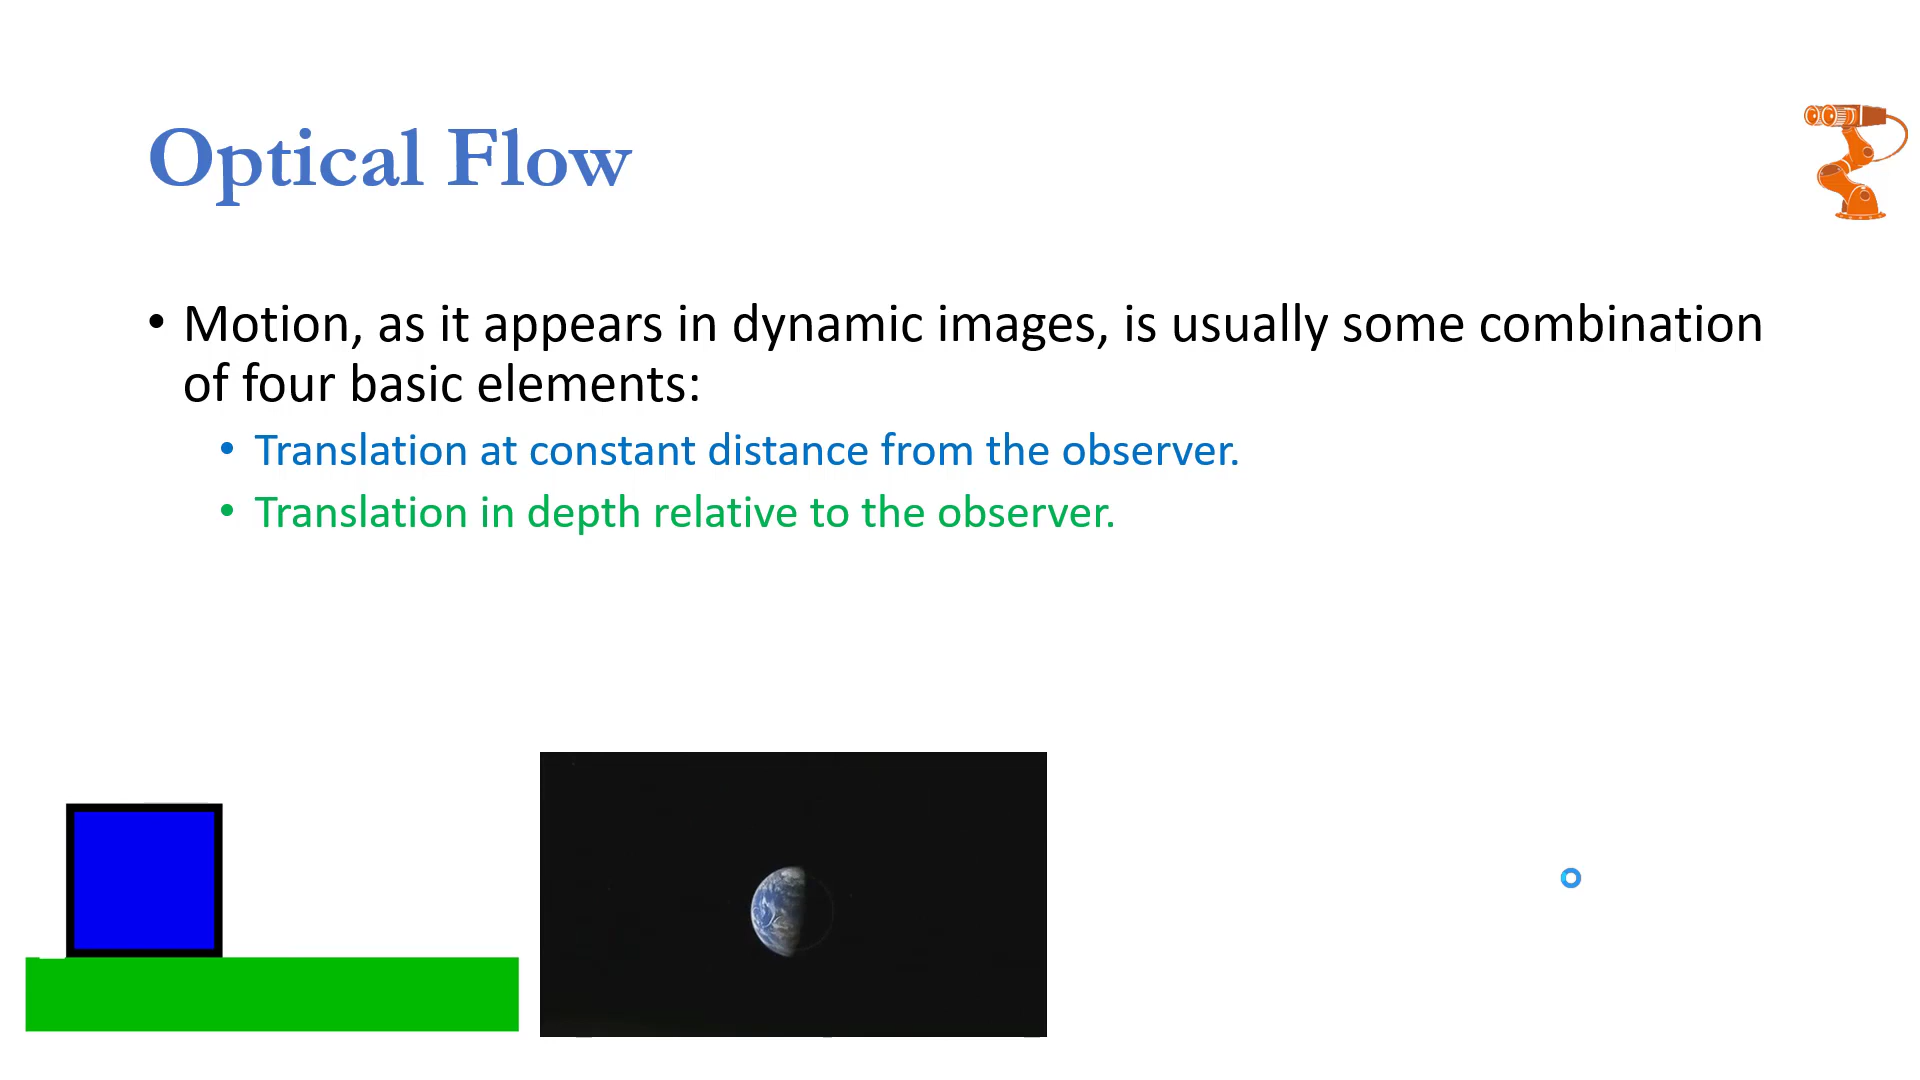 Optical Flow
• Motion, as it appears in dynamic images, is usually some combination
of four basic elements:
• Translation at constant distance from the observer.
• Translation in depth relative to the observer.